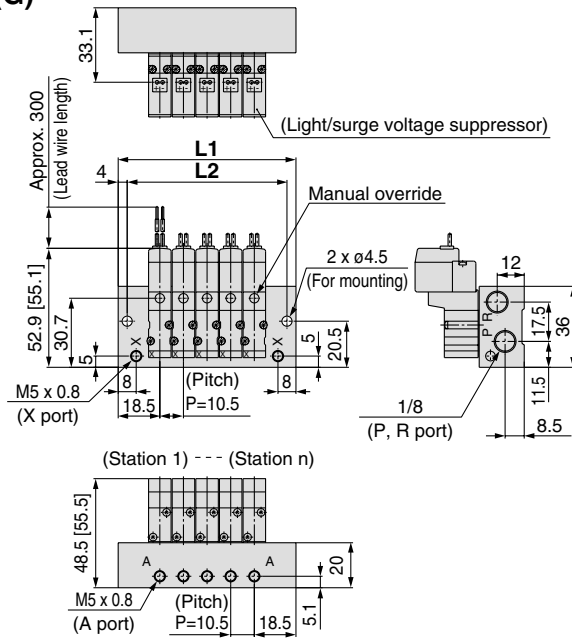 33.1
(Light/surge voltage suppressor)
Approx. 300
(Lead wire length)
L1
L2
4
Manual override
2 x ø4.5
(For mounting)
52.9 [55.1]
30.7
5
X
X
X X X X X
5
20.5
8
8
M5 x 0.8
(X port)
18.5
(Pitch)
P=10.5
12
R
P
17.5
36
11.5
1/8
(P, R port)
8.5
(Station 1) --- (Station n)
48.5 [55.5]
A
A
20
M5 x 0.8
(A port)
(Pitch)
P=10.5
18.5
5.1